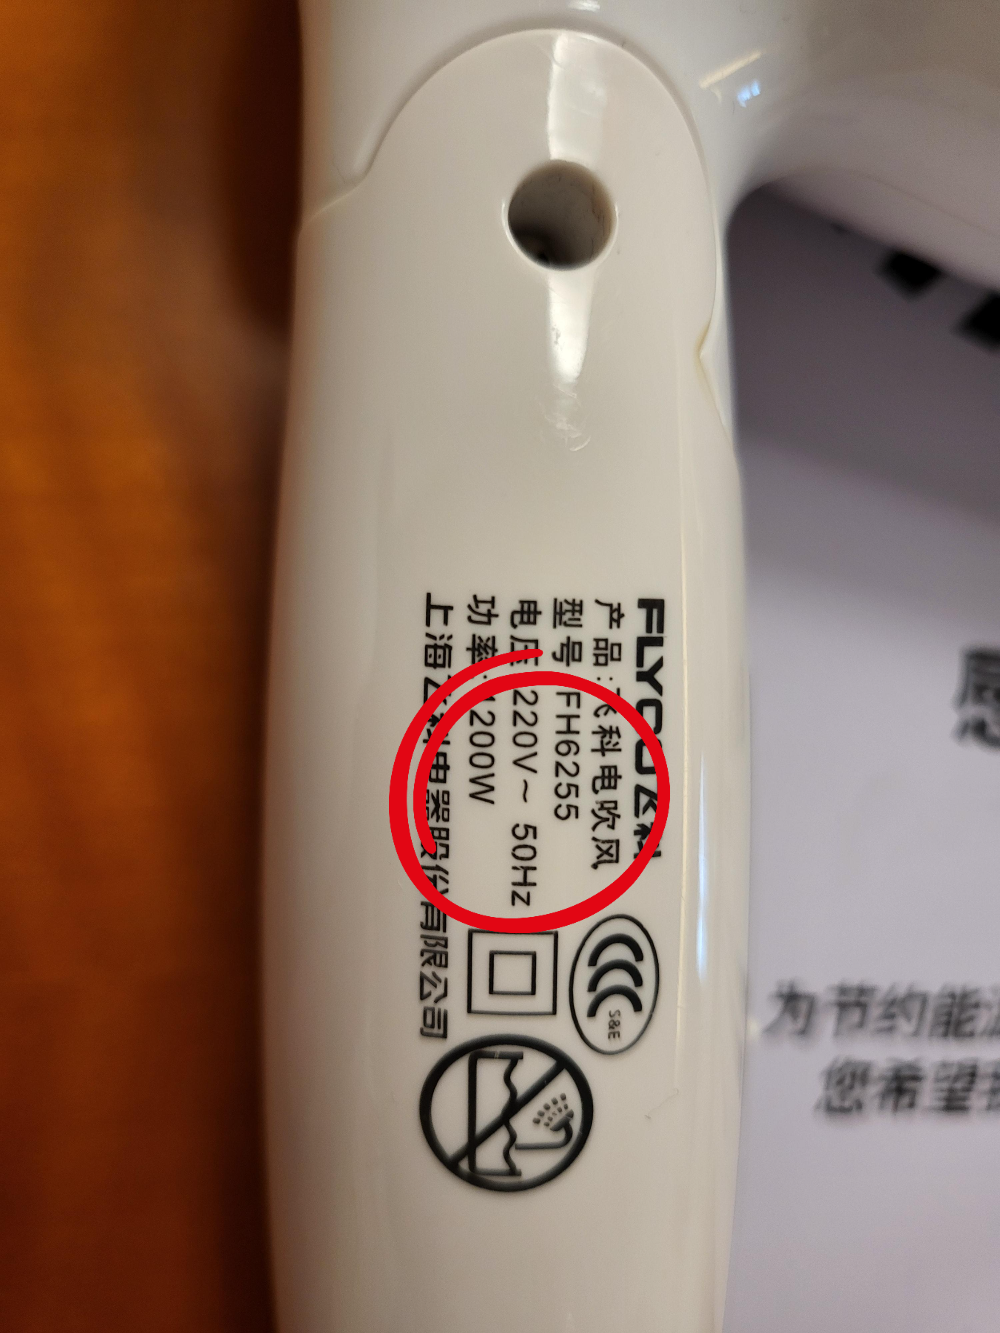 FLYCO飞科
产品:飞科电吹风
型号 FH6255
电压 220V~ 50Hz
功率:1200W
上海飞科电器股份有限公司
S&E
为节约能
您希望